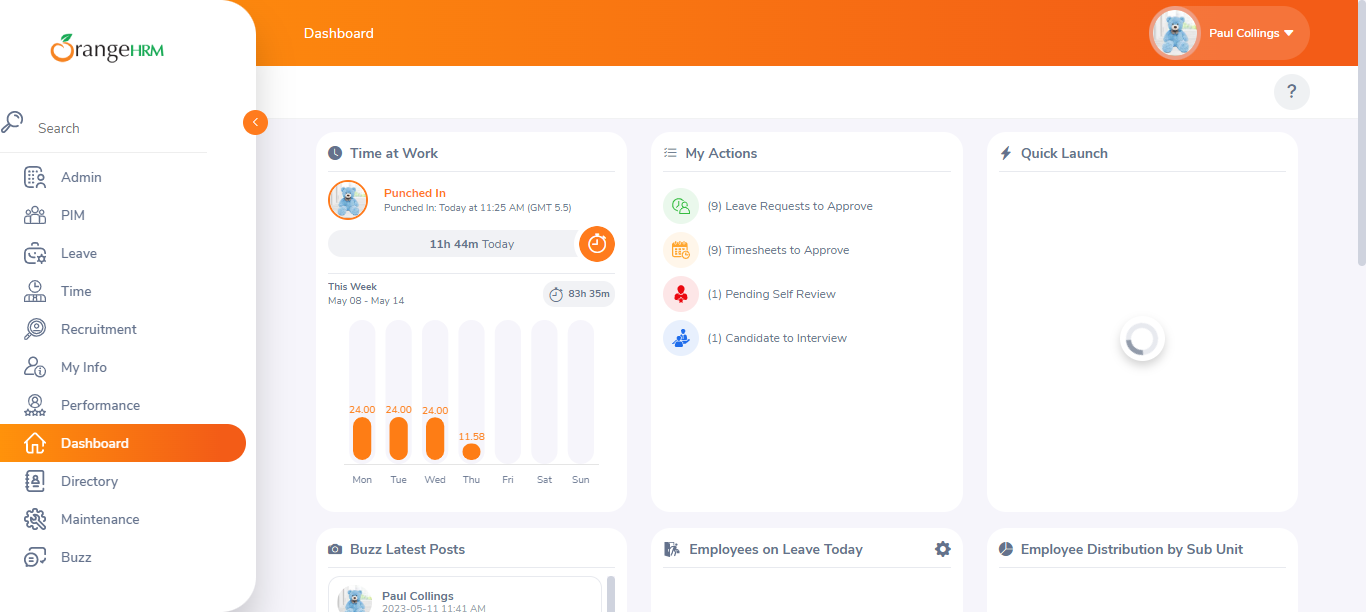 OrangeHRM
Search
Admin
PIM
Leave
Time
Recruitment
My Info
Performance
Dashboard
Directory
Maintenance
Buzz
Dashboard
Paul Collings
?
Time at Work
Punched In
Punched In: Today at 11:25 AM (GMT 5.5)
11h 44m Today
This Week
May 08 - May 14
83h 35m
24.00 24.00 24.00 11.58
Mon Tue Wed Thu Fri Sat Sun
My Actions
(9) Leave Requests to Approve
(9) Timesheets to Approve
(1) Pending Self Review
(1) Candidate to Interview
Quick Launch
Buzz Latest Posts
Paul Collings
2023-05-11 11:41 AM
Employees on Leave Today
Employee Distribution by Sub Unit